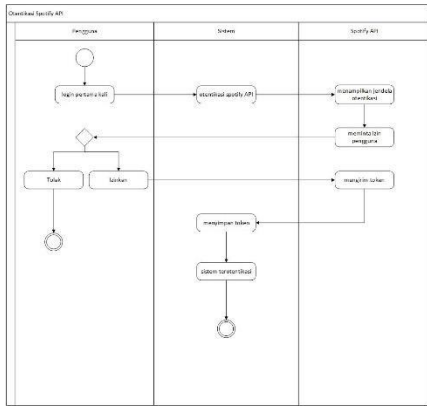 Otentikasi Spotify API
Pengguna
Sistem
Spotify API
login pertama kali
otentikasi spotify API
menampilkan jendela
otentikasi
meminta izin
pengguna
Tolak
Izinkan
mengirim token
menyimpan token
sistem terotentikasi